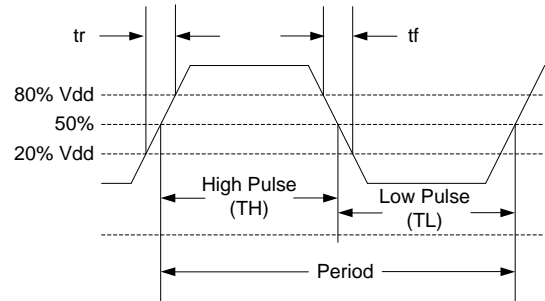 tr
tf
80% Vdd
50%
20% Vdd
High Pulse
(TH)
Low Pulse
(TL)
Period